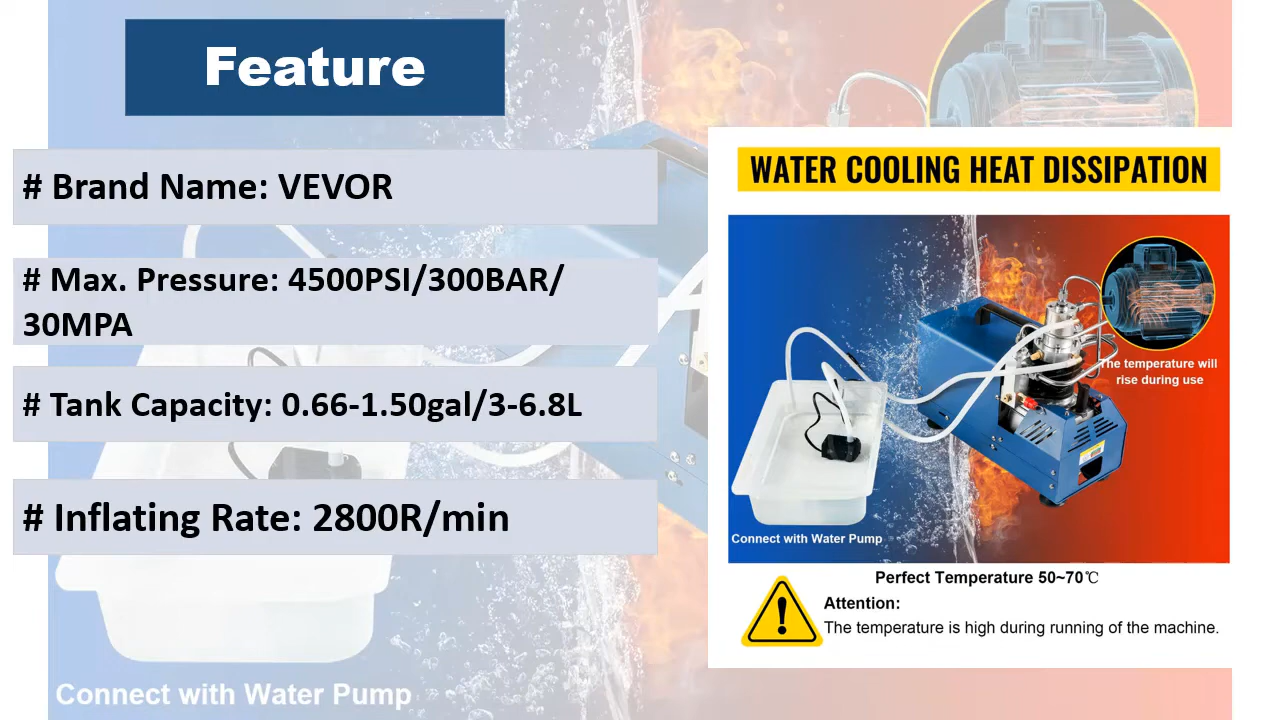 Feature
# Brand Name: VEVOR
# Max. Pressure: 4500PSI/300BAR/
30MPA
# Tank Capacity: 0.66-1.50gal/3-6.8L
# Inflating Rate: 2800R/min
Connect with Water Pump
WATER COOLING HEAT DISSIPATION
The temperature will
rise during use
Connect with Water Pump
Perfect Temperature 50~70℃
Attention:
The temperature is high during running of the machine.